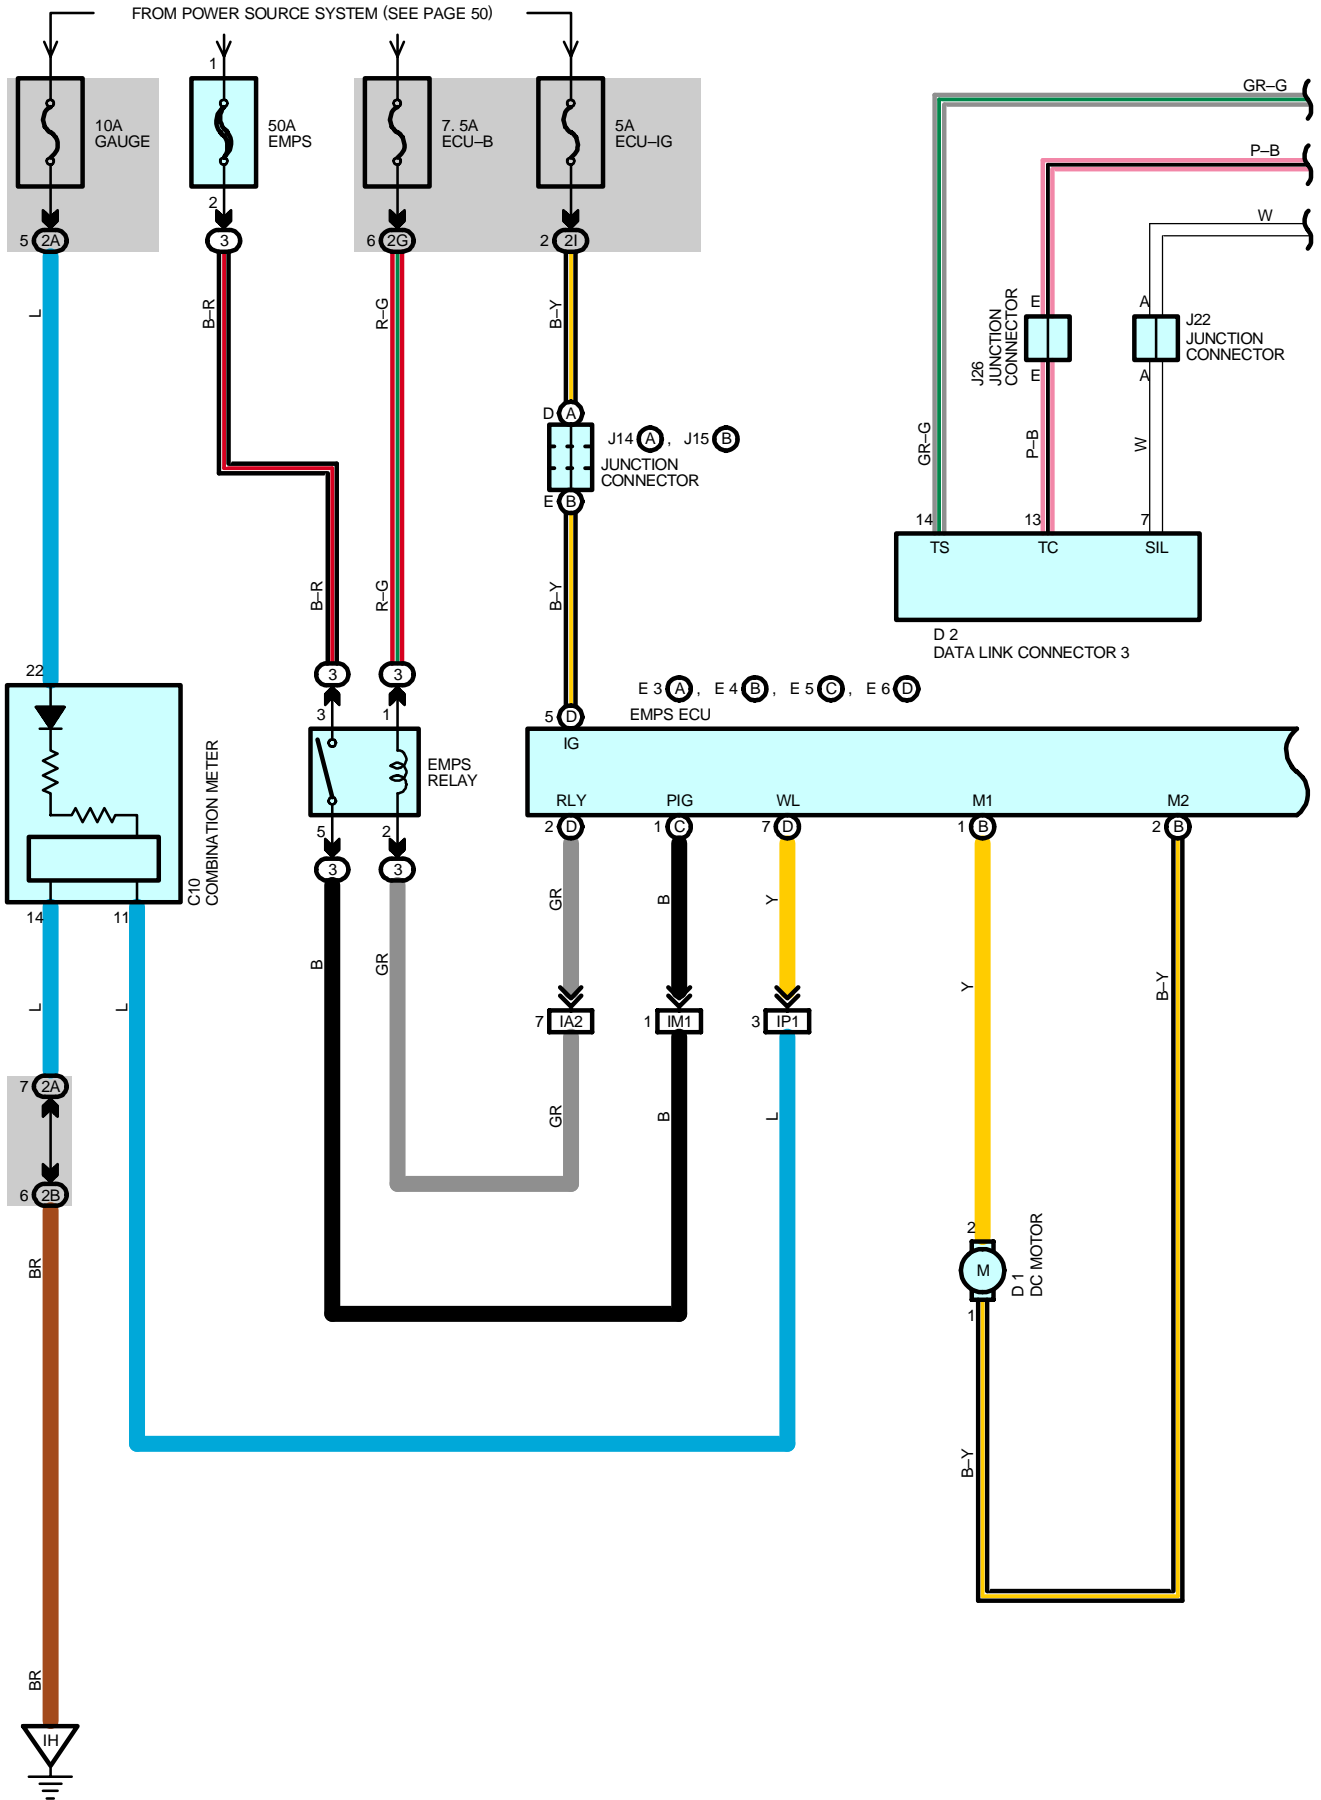 FROM POWER SOURCE SYSTEM (SEE PAGE 50)
1
10A
GAUGE
50A
EMPS
7. 5A
ECU–B
5A
ECU–IG
2
5 2A
3
6 2G
2 2I
GR–G
P–B
W
L
B–R
R–G
B–Y
E
A
J26
JUNCTION
CONNECTOR
J22
JUNCTION
CONNECTOR
E
A
D A
J14 A , J15 B
JUNCTION
CONNECTOR
E B
GR–G
P–B
W
14
13
7
TS
TC
SIL
D 2
DATA LINK CONNECTOR 3
B–R
R–G
B–Y
22
3
3
3
1
E 3 A , E 4 B , E 5 C , E 6 D
EMPS ECU
5 D
IG
EMPS
RELAY
C10
COMBINATION METER
RLY
PIG
WL
M1
M2
5
2
2 D
1 C
7 D
1 B
2 B
3
3
14
11
GR
B
Y
B
GR
Y
B–Y
L
L
7 IA2
1 IM1
3 IP1
7 2A
GR
B
L
6 2B
BR
2
M
D 1
DC MOTOR
1
B–Y
BR
IH